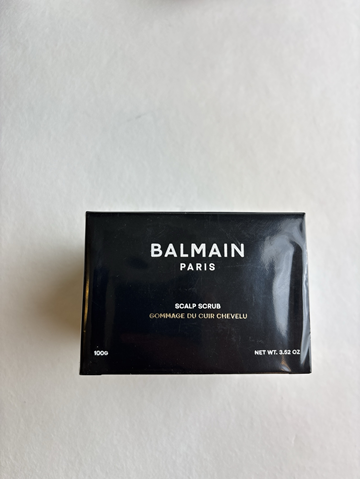 BALMAIN
PARIS
SCALP SCRUB
GOMMAGE DU CUIR CHEVELU
100G NET WT. 3.52 OZ